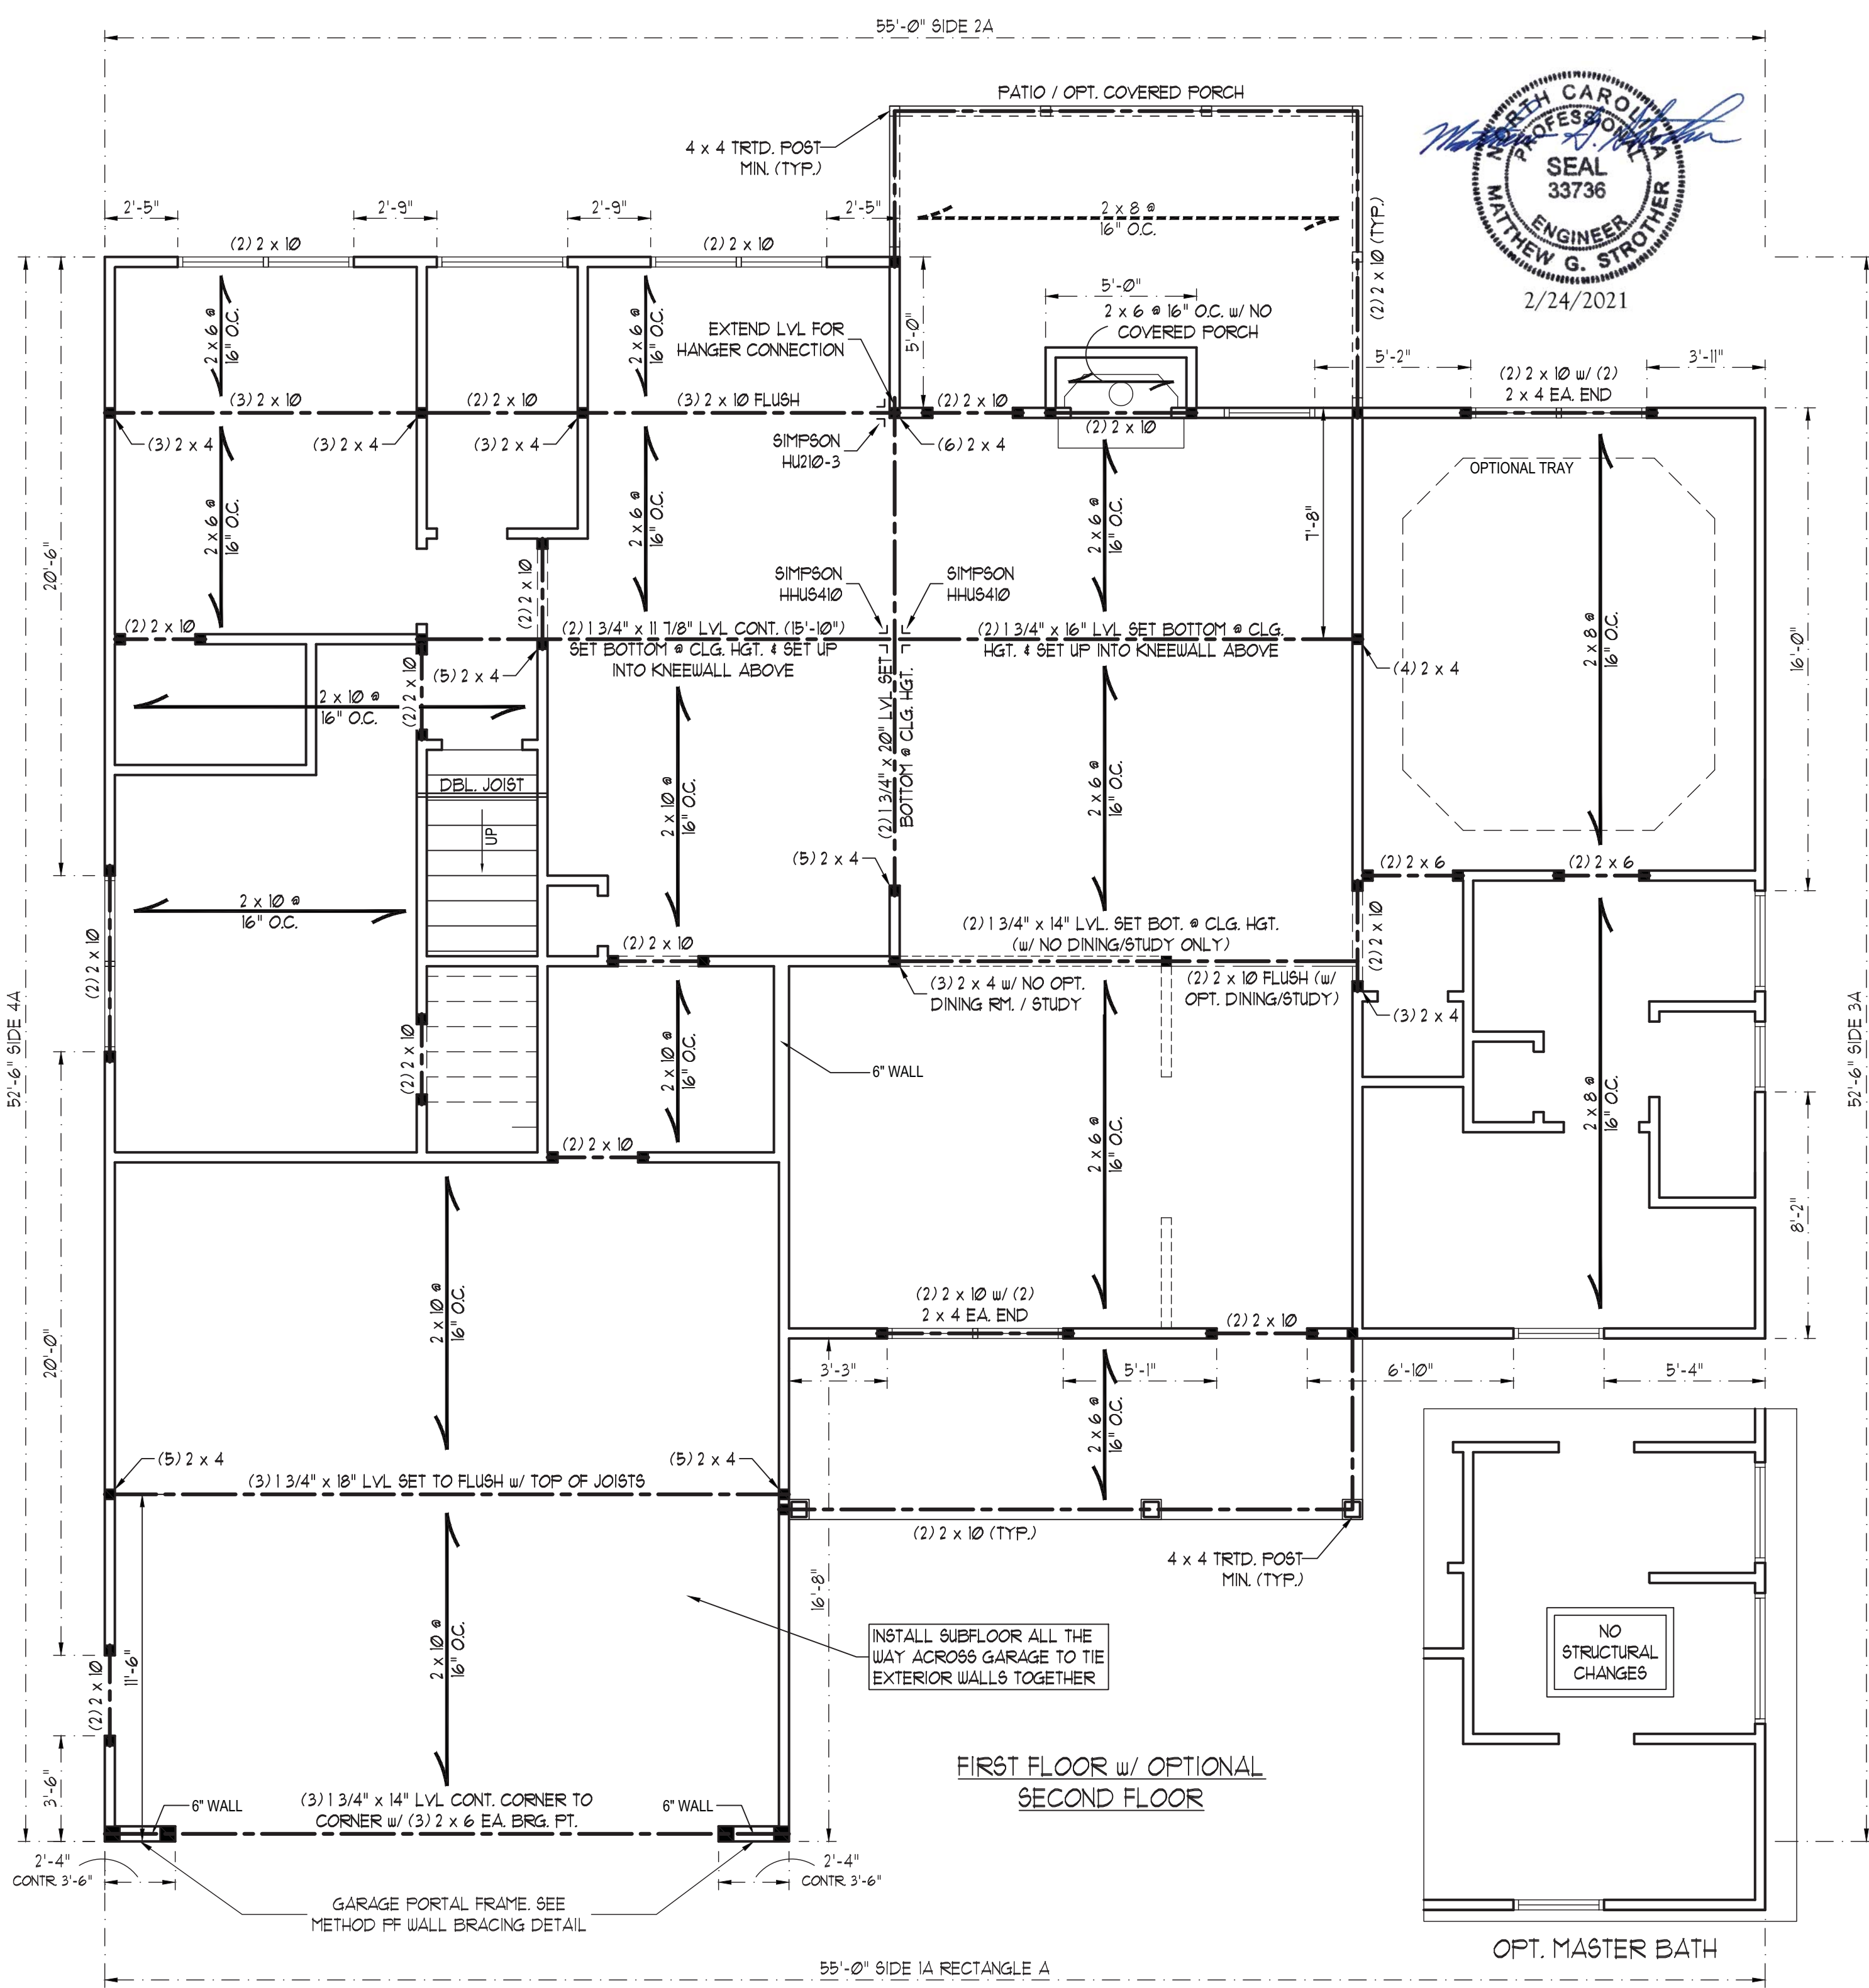 55'-0" SIDE 2A
PATIO / OPT. COVERED PORCH
4 x 4 TRTD. POST
MIN. (TYP.)
NORTH CAROLINA
PROFESSIONAL
SEAL
33736
ENGINEER
MATTHEW G. STROTHER
2/24/2021
2'-5"
2'-9"
2'-9"
2'-5"
2 x 8 @
16" O.C.
(2) 2 x 10 (TYP.)
(2) 2 x 10
(2) 2 x 10
5'-0"
2 x 6 @ 16" O.C. w/ NO
COVERED PORCH
2 x 6 @
16" O.C.
2 x 6 @
16" O.C.
EXTEND LVL FOR
HANGER CONNECTION
5'-0"
5'-2"
3'-11"
(2) 2 x 10 w/ (2)
2 x 4 EA. END
(3) 2 x 10
(2) 2 x 10
(3) 2 x 10 FLUSH
(2) 2 x 10
(2) 2 x 10
(3) 2 x 4
(3) 2 x 4
(3) 2 x 4
SIMPSON
HU210-3
(6) 2 x 4
OPTIONAL TRAY
2 x 6 @
16" O.C.
2 x 6 @
16" O.C.
2 x 6 @
16" O.C.
7'-8"
20'-6"
(2) 2 x 10
SIMPSON
HHUS410
SIMPSON
HHUS410
(2) 2 x 10
(2) 1 3/4" x 11 7/8" LVL CONT. (15'-10")
SET BOTTOM @ CLG. HGT. & SET UP
INTO KNEEWALL ABOVE
(2) 1 3/4" x 16" LVL SET BOTTOM @ CLG.
HGT. & SET UP INTO KNEEWALL ABOVE
2 x 8 @
16" O.C.
16'-0"
(5) 2 x 4
(4) 2 x 4
2 x 10 @
16" O.C.
(2) 2 x 10
(2) 1 3/4" x 20" LVL SET
BOTTOM @ CLG. HGT.
DBL. JOIST
UP
2 x 10 @
16" O.C.
2 x 6 @
16" O.C.
(5) 2 x 4
(2) 2 x 6
(2) 2 x 6
2 x 10 @
16" O.C.
(2) 2 x 10
(2) 2 x 10
(2) 1 3/4" x 14" LVL. SET BOT. @ CLG. HGT.
(w/ NO DINING/STUDY ONLY)
(2) 2 x 10
(3) 2 x 4 w/ NO OPT.
DINING RM. / STUDY
(2) 2 x 10 FLUSH (w/
OPT. DINING/STUDY)
(3) 2 x 4
52'-6" SIDE 4A
52'-6" SIDE 3A
(2) 2 x 10
2 x 10 @
16" O.C.
6" WALL
2 x 6 @
16" O.C.
2 x 8 @
16" O.C.
(2) 2 x 10
8'-2"
20'-0"
2 x 10 @
16" O.C.
(2) 2 x 10 w/ (2)
2 x 4 EA. END
(2) 2 x 10
3'-3"
5'-1"
6'-10"
5'-4"
2 x 6 @
16" O.C.
(5) 2 x 4
(5) 2 x 4
(3) 1 3/4" x 18" LVL SET TO FLUSH w/ TOP OF JOISTS
(2) 2 x 10 (TYP.)
4 x 4 TRTD. POST
MIN. (TYP.)
16'-8"
11'-6"
(2) 2 x 10
2 x 10 @
16" O.C.
INSTALL SUBFLOOR ALL THE
WAY ACROSS GARAGE TO TIE
EXTERIOR WALLS TOGETHER
NO
STRUCTURAL
CHANGES
3'-6"
6" WALL
(3) 1 3/4" x 14" LVL CONT. CORNER TO
CORNER w/ (3) 2 x 6 EA. BRG. PT.
6" WALL
FIRST FLOOR w/ OPTIONAL
SECOND FLOOR
2'-4"
CONTR. 3'-6"
2'-4"
CONTR. 3'-6"
GARAGE PORTAL FRAME. SEE
METHOD PF WALL BRACING DETAIL
OPT. MASTER BATH
55'-0" SIDE 1A RECTANGLE A